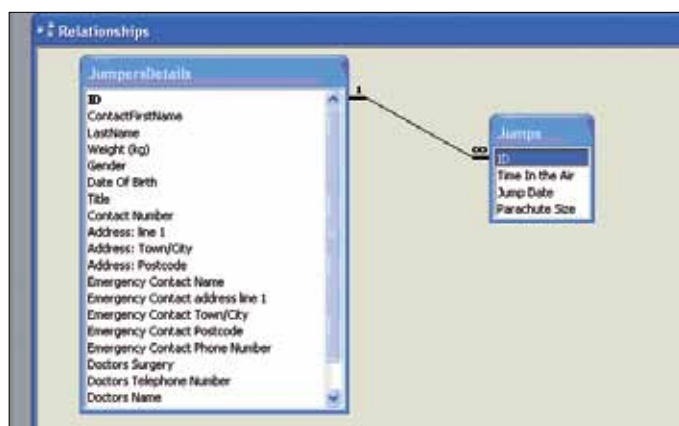 Relationships
JumpersDetails
ID
ContactFirstName
LastName
Weight (kg)
Gender
Date Of Birth
Title
Contact Number
Address: line 1
Address: Town/City
Address: Postcode
Emergency Contact Name
Emergency Contact address line 1
Emergency Contact Town/City
Emergency Contact Postcode
Emergency Contact Phone Number
Doctors Surgery
Doctors Telephone Number
Doctors Name
1
∞
Jumps
ID
Time In the Air
Jump Date
Parachute Size